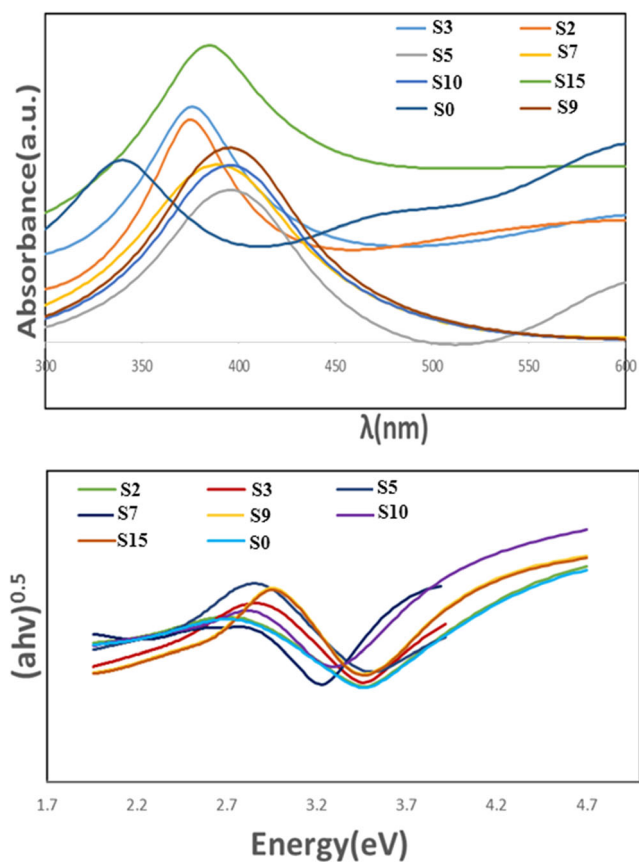 S3 S2
S5 S7
S10 S15
S0 S9
Absorbance(a.u.)
300 350 400 450 500 550 600
λ(nm)
S2 S3 S5
S7 S9 S10
S15 S0
(ahv)^0.5
1.7 2.2 2.7 3.2 3.7 4.2 4.7
Energy(eV)